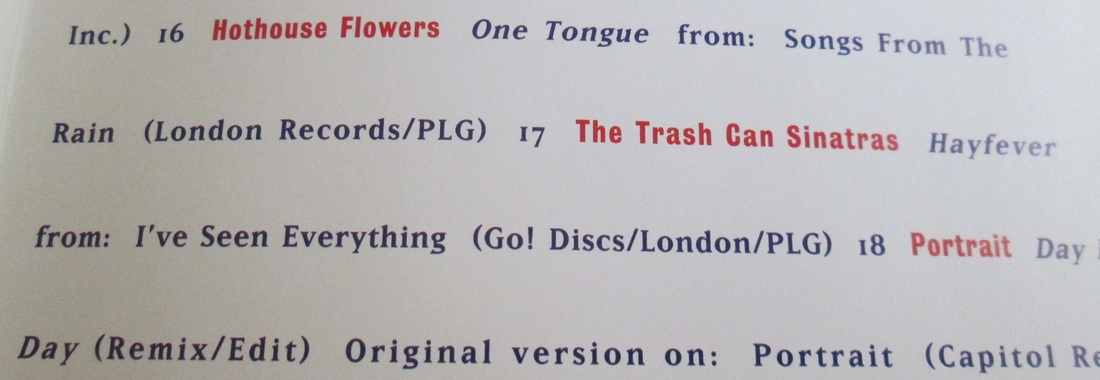 Inc.) 16 Hothouse Flowers One Tongue from: Songs From The
Rain (London Records/PLG) 17 The Trash Can Sinatras Hayfever
from: I've Seen Everything (Go! Discs/London/PLG) 18 Portrait Day
Day (Remix/Edit) Original version on: Portrait (Capitol